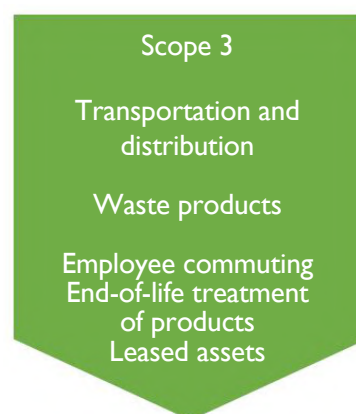 Scope 3
Transportation and
distribution
Waste products
Employee commuting
End-of-life treatment
of products
Leased assets